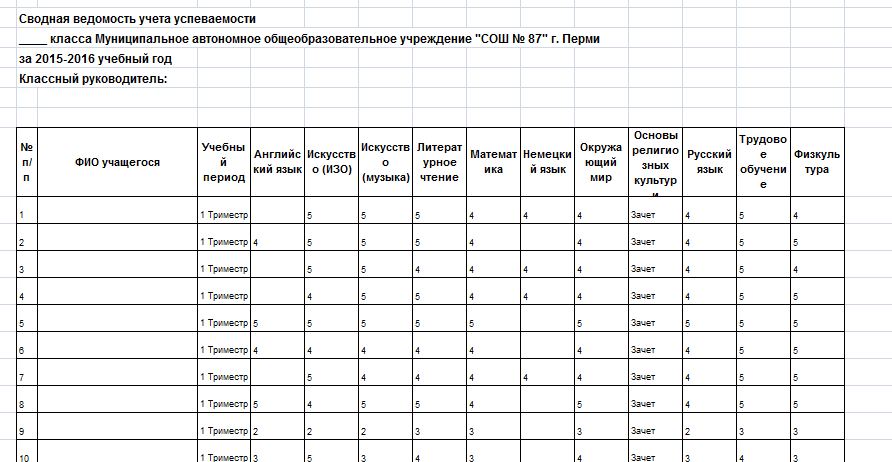 Сводная ведомость учета успеваемости
____ класса Муниципальное автономное общеобразовательное учреждение "СОШ № 87" г. Перми
за 2015-2016 учебный год
Классный руководитель:
№ п/п ФИО учащегося Учебный период Английский язык Искусство (ИЗО) Искусство (музыка) Литературное чтение Математика Немецкий язык Окружающий мир Основы религиозных культур и Русский язык Трудовое обучение Физкультура
1 1 Триместр 5 5 5 4 4 4 Зачет 4 5 4
2 1 Триместр 4 5 5 5 4 4 Зачет 4 5 5
3 1 Триместр 5 5 4 4 4 4 Зачет 4 5 4
4 1 Триместр 4 5 5 4 4 4 Зачет 4 5 5
5 1 Триместр 5 5 5 5 5 5 Зачет 5 5 5
6 1 Триместр 4 4 4 4 4 4 Зачет 4 5 5
7 1 Триместр 5 4 4 4 4 4 Зачет 4 5 5
8 1 Триместр 5 4 5 5 4 5 Зачет 4 5 5
9 1 Триместр 2 2 2 3 3 3 Зачет 2 3 3
10 1 Триместр 3 5 3 4 3 4 Зачет 3 4 3